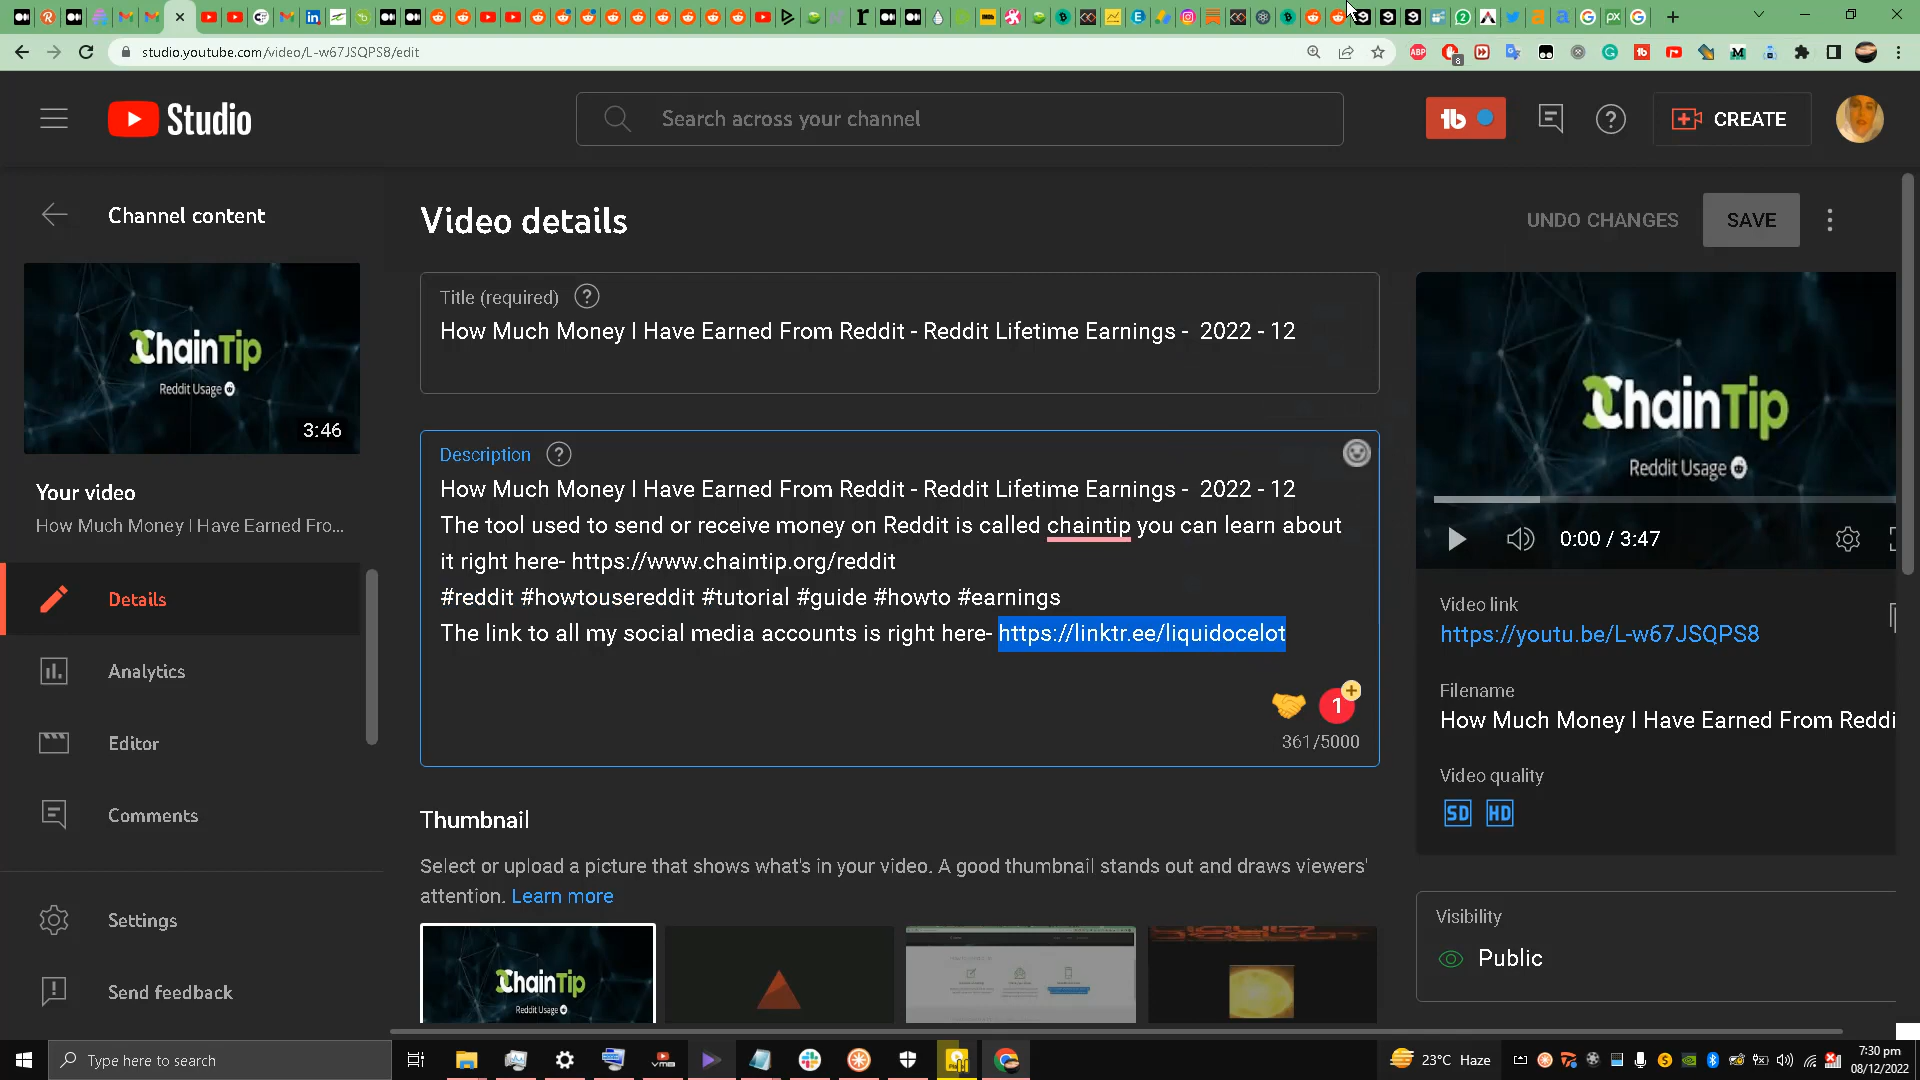 studio.youtube.com/video/L-w67JSQPS8/edit
ABP
8
Studio
Search across your channel
CREATE
Channel content
Video details
UNDO CHANGES
SAVE
ChainTip
Reddit Usage
3:46
Your video
How Much Money I Have Earned Fro...
Details
Analytics
Editor
Comments
Settings
Send feedback
Title (required)
How Much Money I Have Earned From Reddit - Reddit Lifetime Earnings - 2022 - 12
Description
How Much Money I Have Earned From Reddit - Reddit Lifetime Earnings - 2022 - 12
The tool used to send or receive money on Reddit is called chaintip you can learn about
it right here- https://www.chaintip.org/reddit
#reddit #howtousereddit #tutorial #guide #howto #earnings
The link to all my social media accounts is right here- https://linktr.ee/liquidocelot
1
361/5000
Thumbnail
Select or upload a picture that shows what's in your video. A good thumbnail stands out and draws viewers'
attention. Learn more
ChainTip
Reddit Usage
ChainTip
Reddit Usage
0:00 / 3:47
Video link
https://youtu.be/L-w67JSQPS8
Filename
How Much Money I Have Earned From Reddi
Video quality
SD HD
Visibility
Public
Type here to search
23°C Haze
7:30 pm
08/12/2022